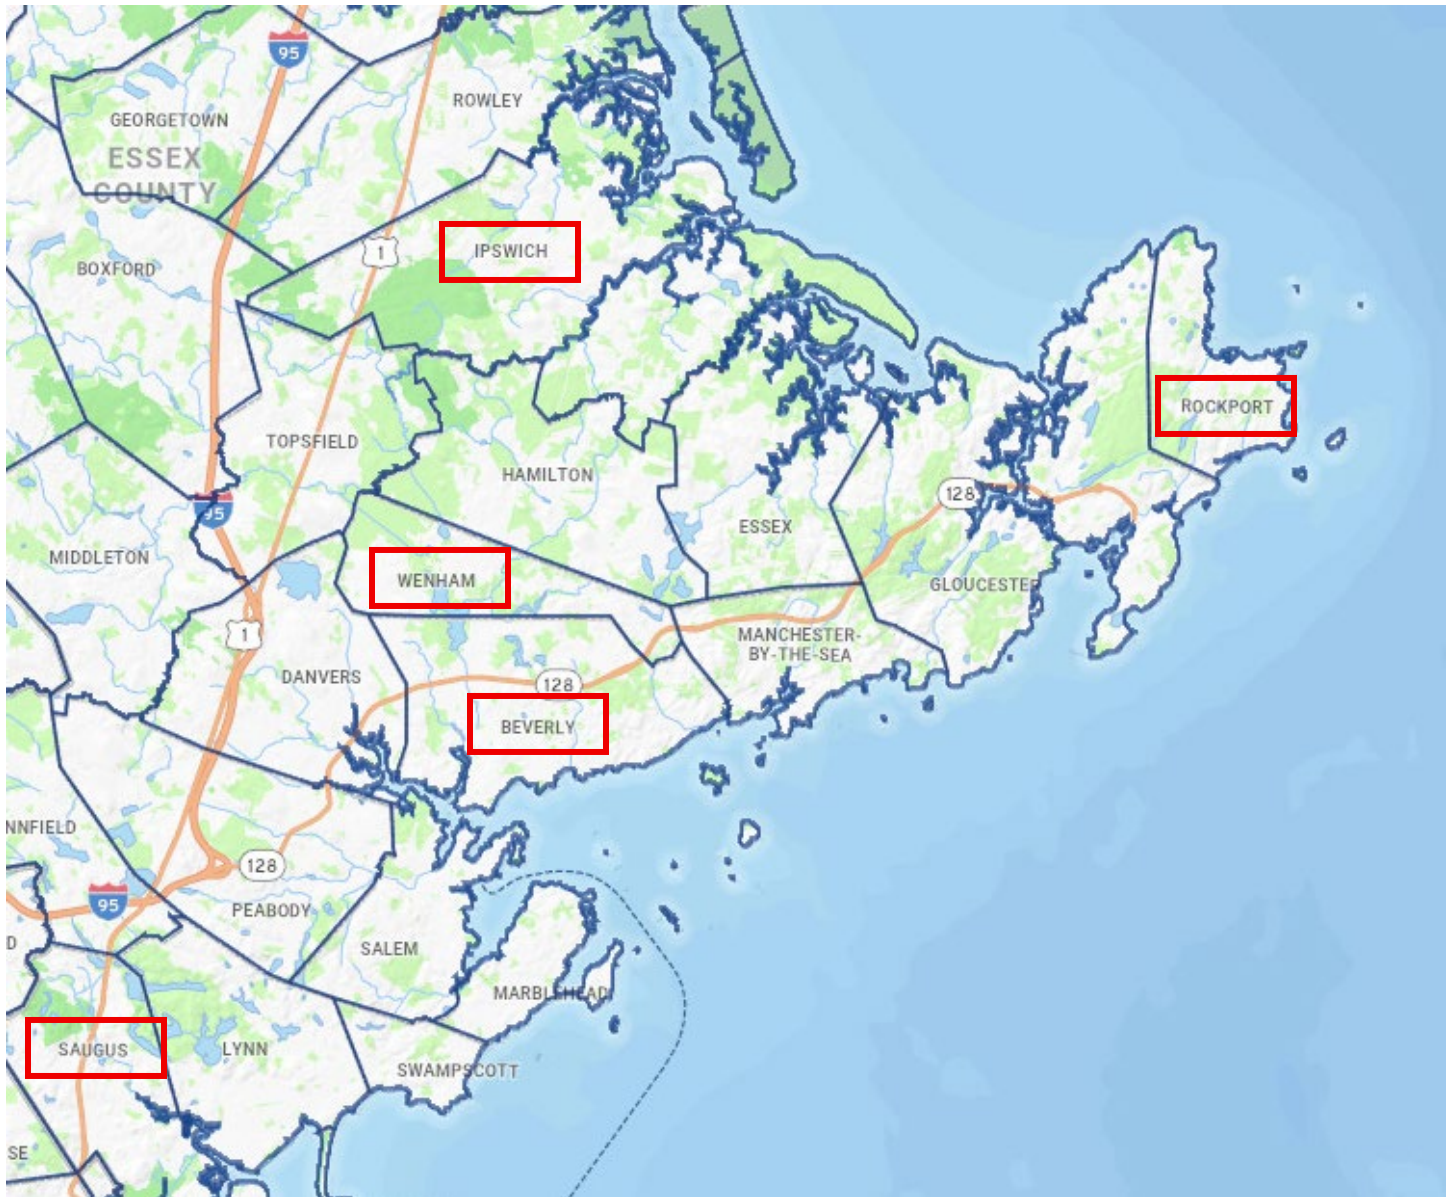 95
ROWLEY
GEORGETOWN
ESSEX
COUNTY
1
IPSWICH
BOXFORD
ROCKPORT
TOPSFIELD
HAMILTON
128
95
ESSEX
MIDDLETON
WENHAM
GLOUCESTER
1
MANCHESTER-
BY-THE-SEA
DANVERS
128
BEVERLY
NNFIELD
128
95
PEABODY
D
SALEM
MARBLEHEAD
SAUGUS
LYNN
SWAMPSCOTT
SE